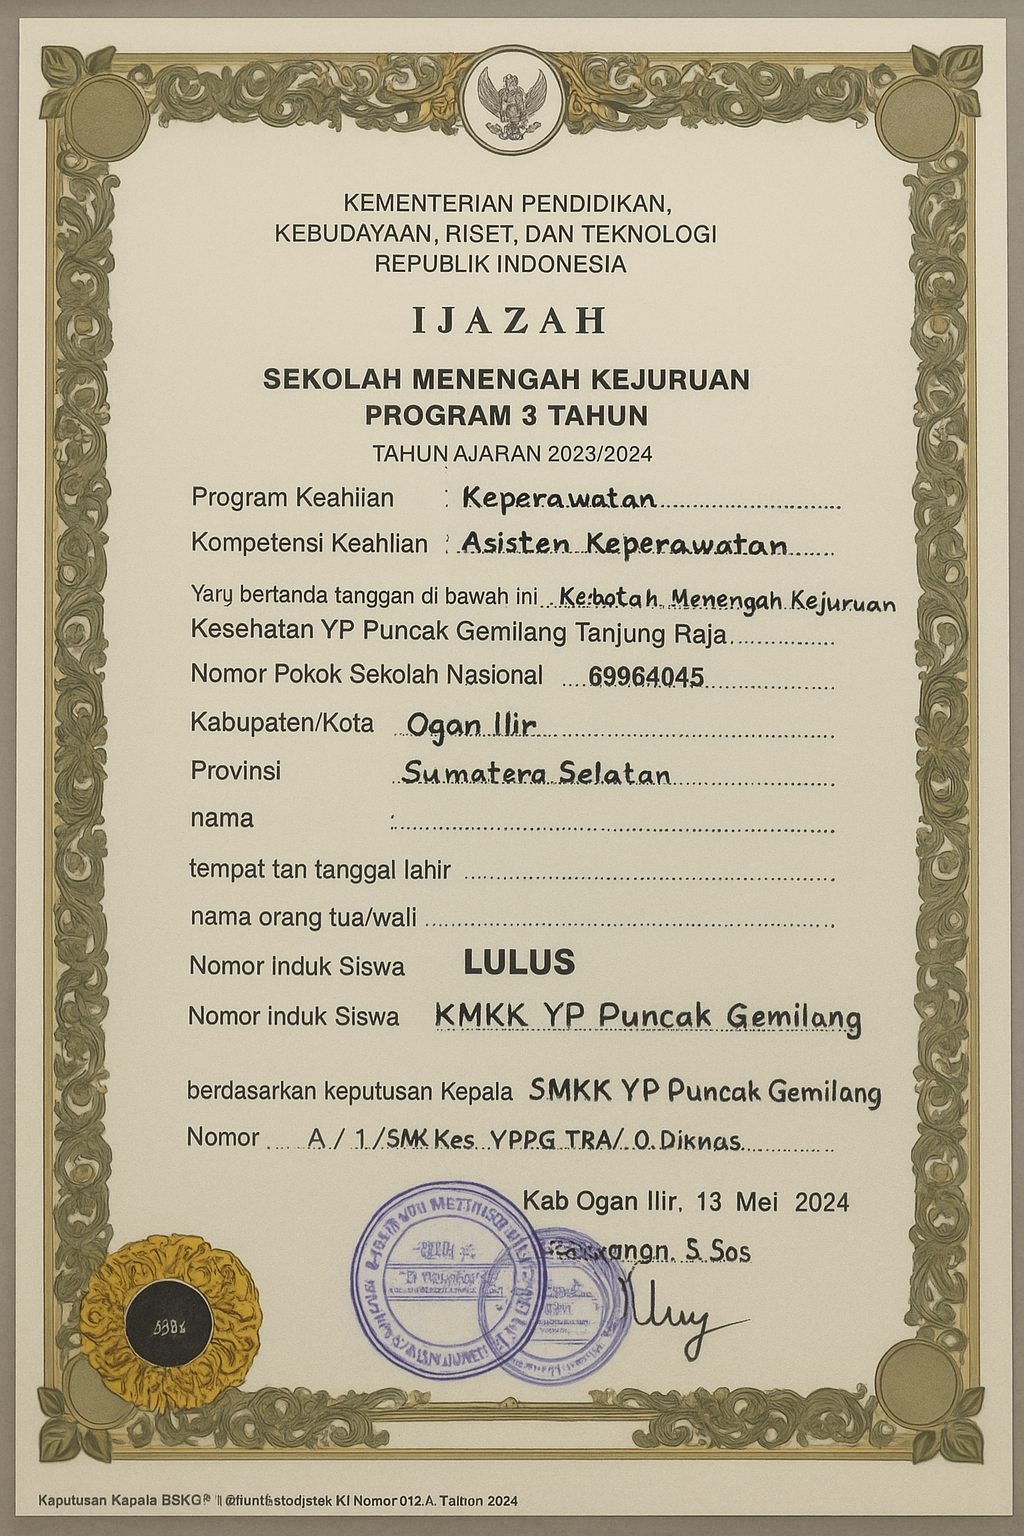 KEMENTERIAN PENDIDIKAN,
KEBUDAYAAN, RISET, DAN TEKNOLOGI
REPUBLIK INDONESIA
IJAZAH
SEKOLAH MENENGAH KEJURUAN
PROGRAM 3 TAHUN
TAHUN AJARAN 2023/2024
Program Keahiian : Keperawatan
Kompetensi Keahlian : Asisten Keperawatan
Yary bertanda tanggan di bawah ini Kebotah Menengah Kejuruan
Kesehatan YP Puncak Gemilang Tanjung Raja
Nomor Pokok Sekolah Nasional 69964045
Kabupaten/Kota Ogan Ilir
Provinsi Sumatera Selatan
nama :
tempat tan tanggal lahir
nama orang tua/wali
Nomor induk Siswa LULUS
Nomor induk Siswa KMKK YP Puncak Gemilang
berdasarkan keputusan Kepala SMKK YP Puncak Gemilang
Nomor A / 1 /SMK Kes YPPG TRA/ O. Diknas
Kab Ogan Ilir, 13 Mei 2024
S Sos
Kaputusan Kapala BSKG KI Nomor 012.A. Taltion 2024